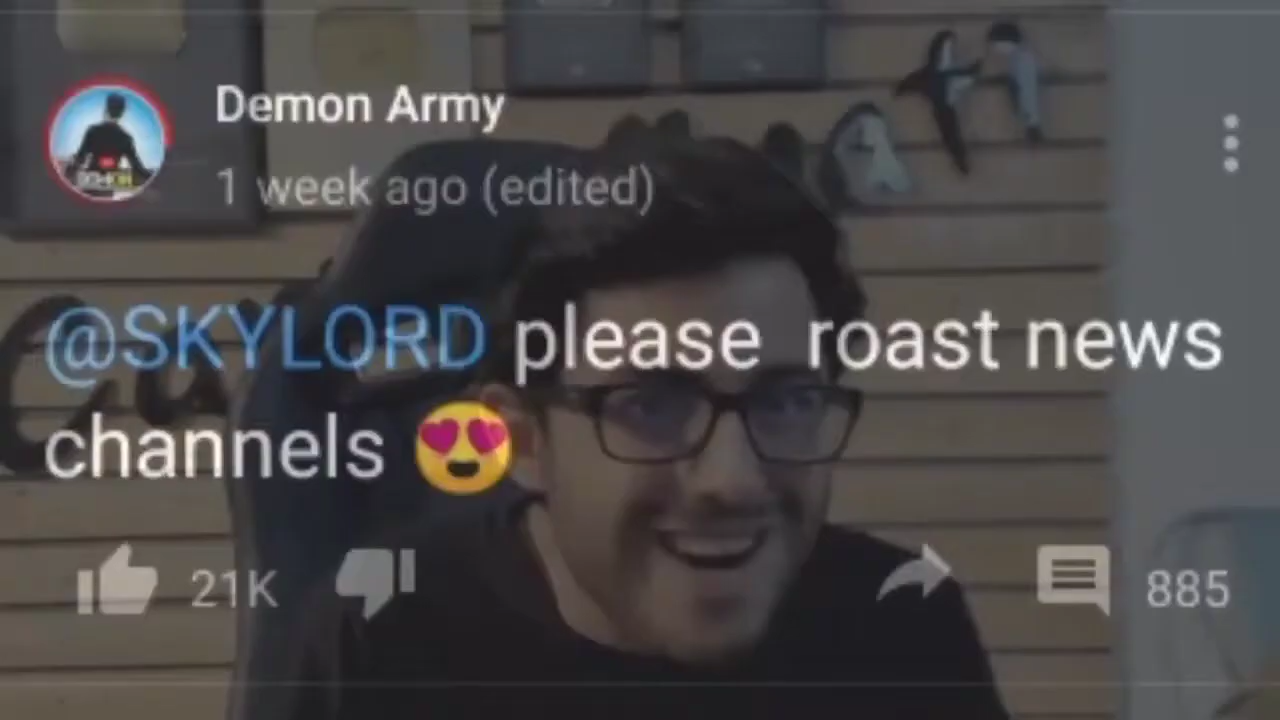 Demon Army
1 week ago (edited)
@SKYLORD please roast news
channels 😍
21K
885